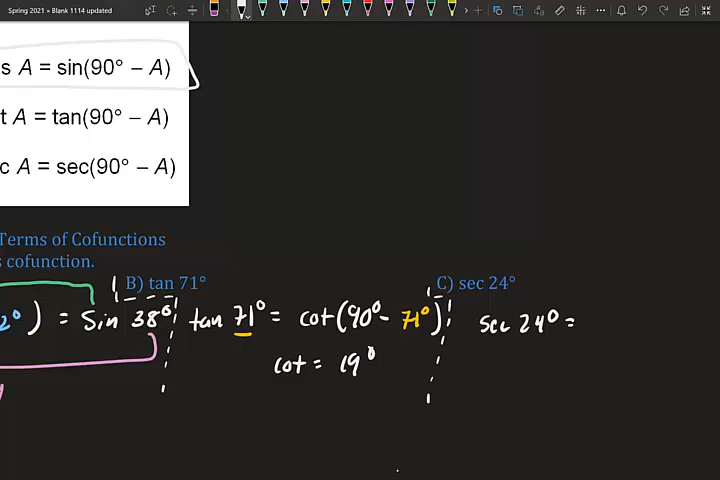 Spring 2021 » Blank 1114 updated
s A = sin(90° – A)
t A = tan(90° – A)
c A = sec(90° – A)
Terms of Cofunctions
s cofunction.
B) tan 71°
C) sec 24°
2°) = Sin 38°
tan 71° = cot(90° - 71°)
sec 24° =
cot = 19°